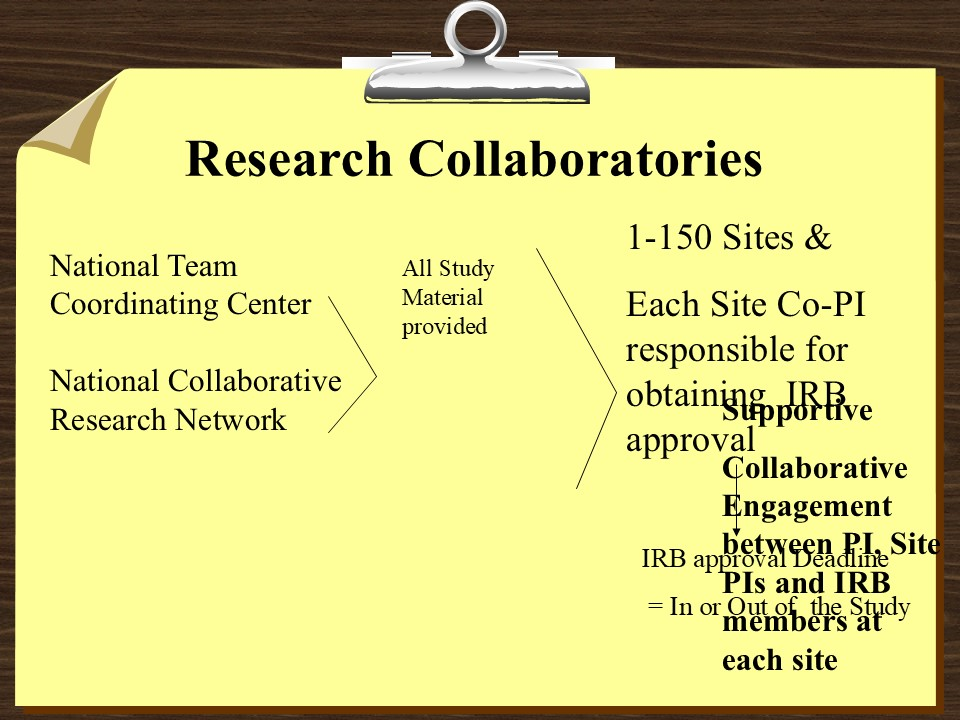 Research Collaboratories
National Team
Coordinating Center
National Collaborative
Research Network
All Study
Material
provided
1-150 Sites &
Each Site Co-PI
responsible for
obtaining IRB
approval
Supportive
Collaborative
Engagement
between PI, Site
PIs and IRB
members at
each site
IRB approval Deadline
= In or Out of the Study